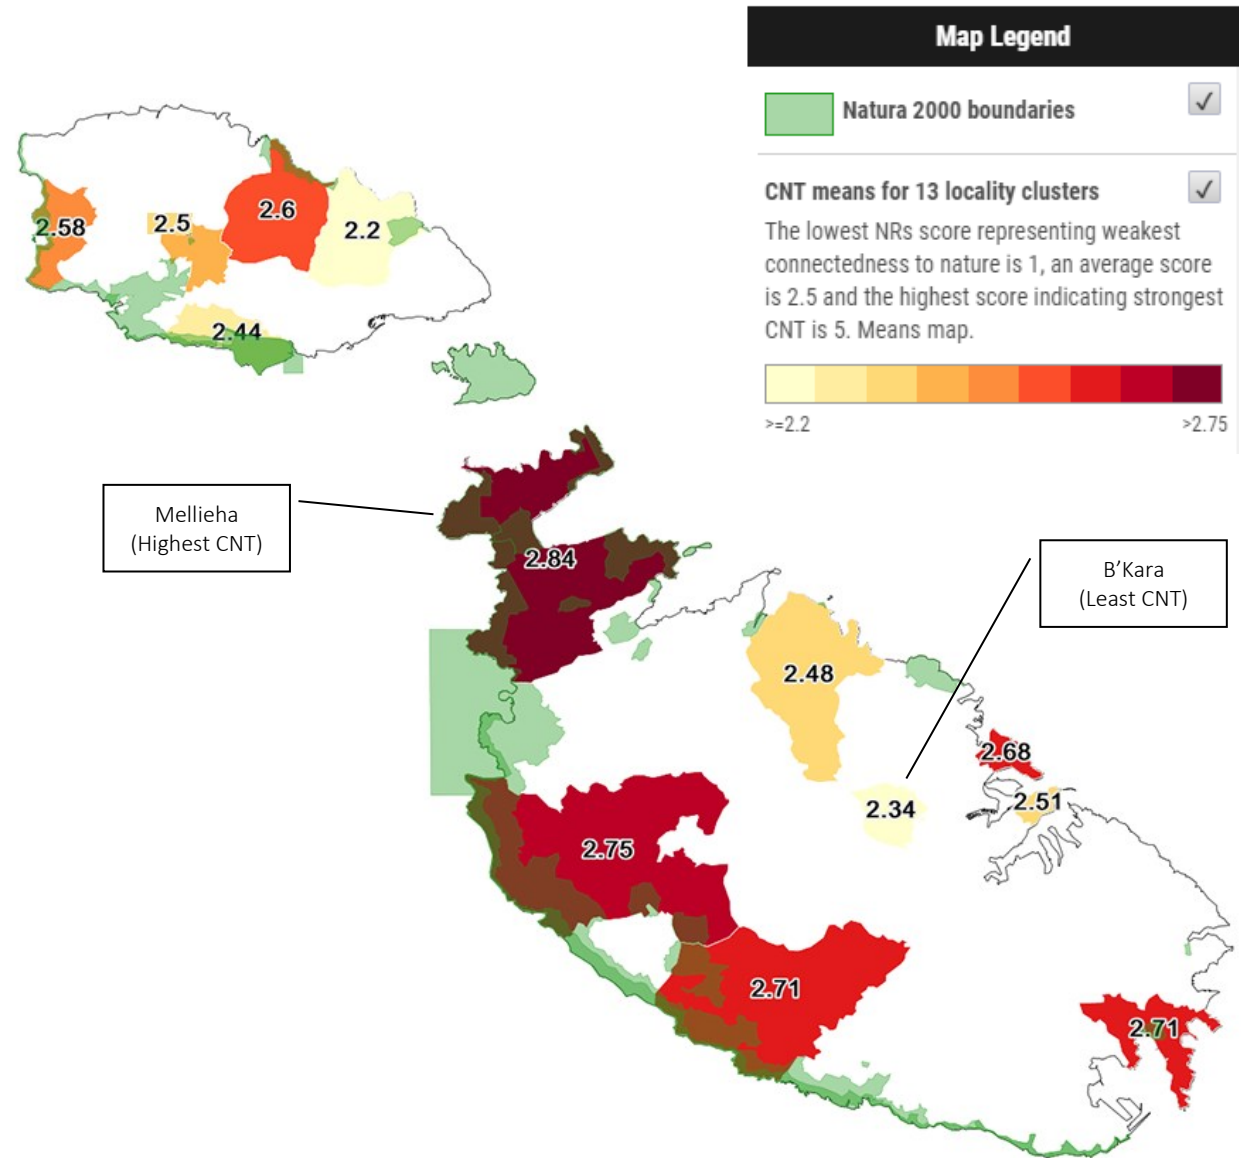 Map Legend
Natura 2000 boundaries
✓
CNT means for 13 locality clusters
✓
The lowest NRs score representing weakest
connectedness to nature is 1, an average score
is 2.5 and the highest score indicating strongest
CNT is 5. Means map.
>=2.2
>2.75
2.58
2.5
2.6
2.2
2.44
Mellieha
(Highest CNT)
2.84
B'Kara
(Least CNT)
2.48
2.68
2.51
2.34
2.75
2.71
2.71